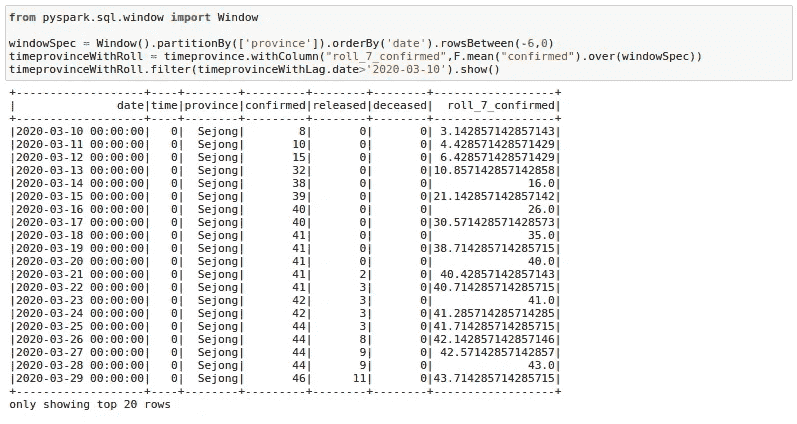 from pyspark.sql.window import Window

windowSpec = Window().partitionBy(['province']).orderBy('date').rowsBetween(-6,0)
timeprovinceWithRoll = timeprovince.withColumn("roll_7_confirmed",F.mean("confirmed").over(windowSpec))
timeprovinceWithRoll.filter(timeprovinceWithLag.date>'2020-03-10').show()
+-------------------+----+--------+---------+--------+--------+------------------+
|               date|time|province|confirmed|released|deceased|  roll_7_confirmed|
+-------------------+----+--------+---------+--------+--------+------------------+
|2020-03-10 00:00:00|   0|  Sejong|        8|       0|       0| 3.142857142857143|
|2020-03-11 00:00:00|   0|  Sejong|       10|       0|       0| 4.428571428571429|
|2020-03-12 00:00:00|   0|  Sejong|       15|       0|       0| 6.428571428571429|
|2020-03-13 00:00:00|   0|  Sejong|       32|       0|       0|10.857142857142858|
|2020-03-14 00:00:00|   0|  Sejong|       38|       0|       0|              16.0|
|2020-03-15 00:00:00|   0|  Sejong|       39|       0|       0|21.142857142857142|
|2020-03-16 00:00:00|   0|  Sejong|       40|       0|       0|              26.0|
|2020-03-17 00:00:00|   0|  Sejong|       40|       0|       0|30.571428571428573|
|2020-03-18 00:00:00|   0|  Sejong|       41|       0|       0|              35.0|
|2020-03-19 00:00:00|   0|  Sejong|       41|       0|       0|38.714285714285715|
|2020-03-20 00:00:00|   0|  Sejong|       41|       0|       0|              40.0|
|2020-03-21 00:00:00|   0|  Sejong|       41|       2|       0| 40.42857142857143|
|2020-03-22 00:00:00|   0|  Sejong|       41|       3|       0|40.714285714285715|
|2020-03-23 00:00:00|   0|  Sejong|       42|       3|       0|              41.0|
|2020-03-24 00:00:00|   0|  Sejong|       42|       3|       0|41.285714285714285|
|2020-03-25 00:00:00|   0|  Sejong|       44|       3|       0|41.714285714285715|
|2020-03-26 00:00:00|   0|  Sejong|       44|       8|       0|42.142857142857146|
|2020-03-27 00:00:00|   0|  Sejong|       44|       9|       0| 42.57142857142857|
|2020-03-28 00:00:00|   0|  Sejong|       44|       9|       0|              43.0|
|2020-03-29 00:00:00|   0|  Sejong|       46|      11|       0|43.714285714285715|
+-------------------+----+--------+---------+--------+--------+------------------+
only showing top 20 rows